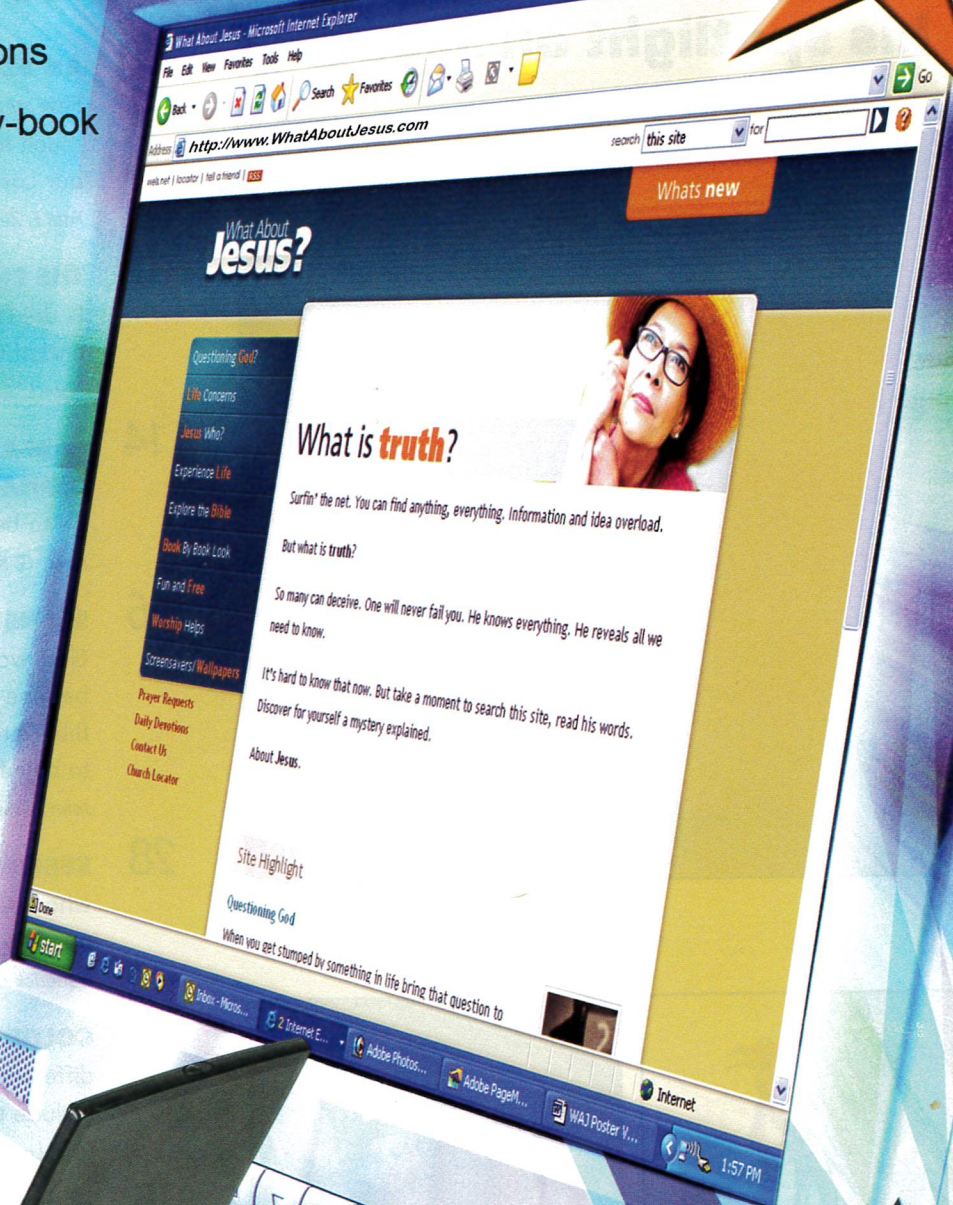 ons
-book
What About Jesus - Microsoft Internet Explorer
File Edit View Favorites Tools Help
Back Search Favorites
Address http://www.WhatAboutJesus.com Go
search this site for
wels.net | locator | tell a friend | RSS
Whats new
What About
Jesus?
Questioning God?
Life Concerns
Jesus Who?
Experience Life
Explore the Bible
Book By Book Look
Fun and Free
Worship Helps
Screensavers/Wallpapers
Prayer Requests
Daily Devotions
Contact Us
Church Locator
What is truth?
Surfin' the net. You can find anything, everything. Information and idea overload.
But what is truth?
So many can deceive. One will never fail you. He knows everything. He reveals all we
need to know.
It's hard to know that now. But take a moment to search this site, read his words.
Discover for yourself a mystery explained.
About Jesus.
Site Highlight
Questioning God
When you get stumped by something in life bring that question to
Done
Internet
start
Inbox - Micros...
2 Internet E...
Adobe Photos...
Adobe PageM...
WAJ Poster V...
1:57 PM